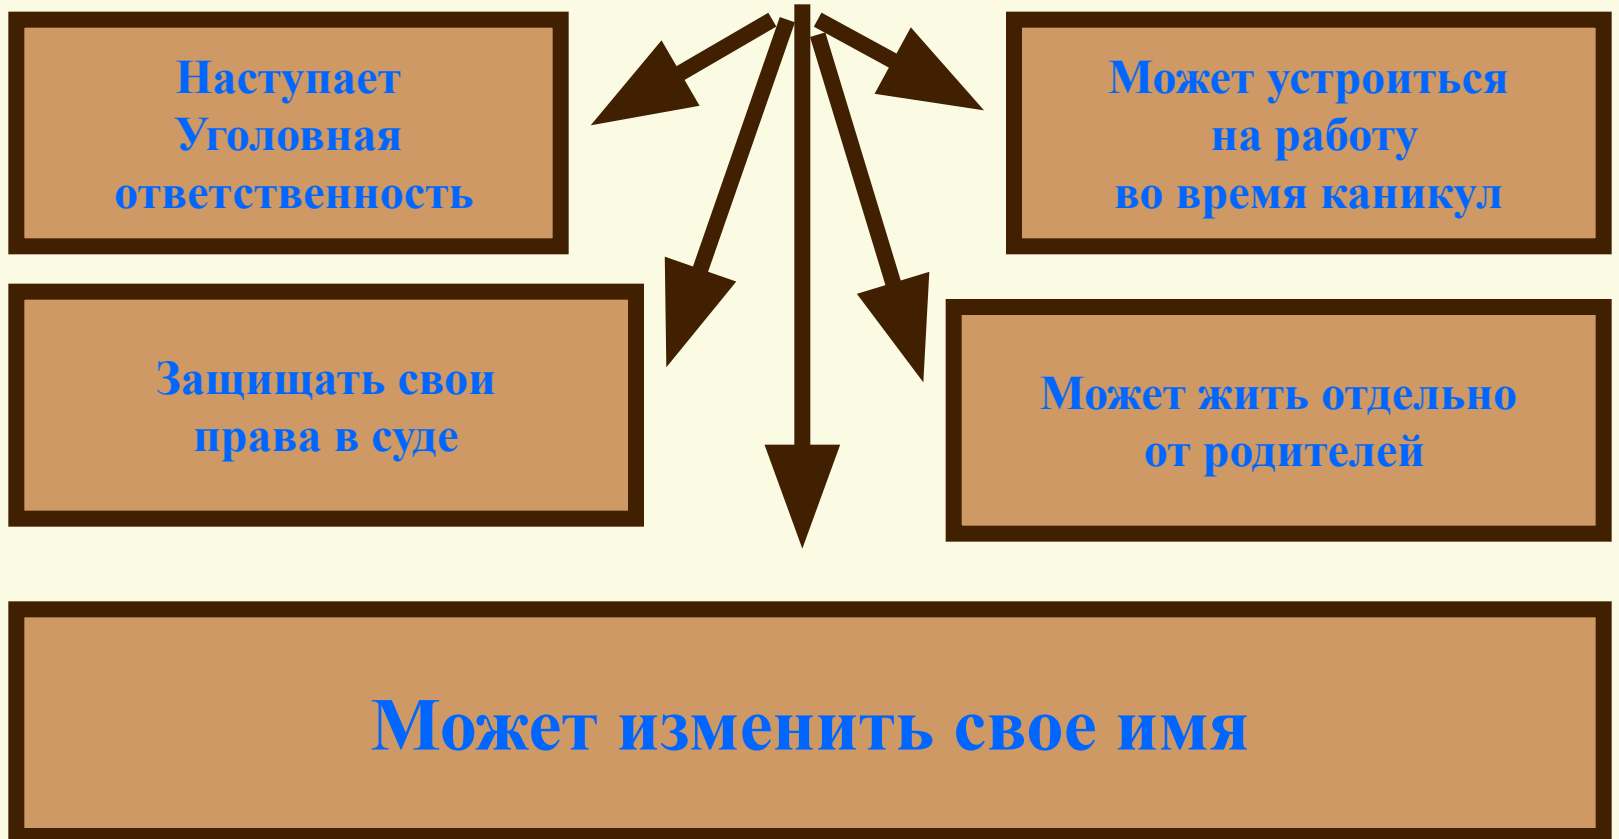 Наступает
Уголовная
ответственность
Может устроиться
на работу
во время каникул
Защищать свои
права в суде
Может жить отдельно
от родителей
Может изменить свое имя